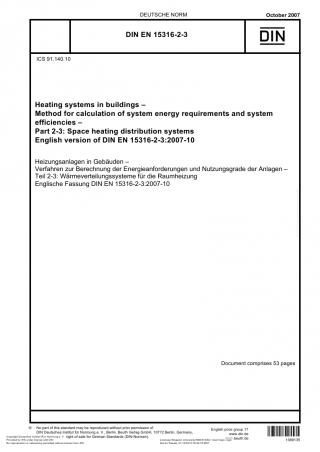 DEUTSCHE NORM
October 2007
DIN EN 15316-2-3
DIN
ICS 91.140.10
Heating systems in buildings –
Method for calculation of system energy requirements and system
efficiencies –
Part 2-3: Space heating distribution systems
English version of DIN EN 15316-2-3:2007-10
Heizungsanlagen in Gebäuden –
Verfahren zur Berechnung der Energieanforderungen und Nutzungsgrade der Anlagen –
Teil 2-3: Wärmeverteilungssysteme für die Raumheizung
Englische Fassung DIN EN 15316-2-3:2007-10
Document comprises 53 pages
© No part of this standard may be reproduced without prior permission of
DIN Deutsches Institut für Normung e. V., Berlin. Beuth Verlag GmbH, 10772 Berlin, Germany,
right of sale for German Standards (DIN-Normen).
English price group 17
www.din.de
beuth.de